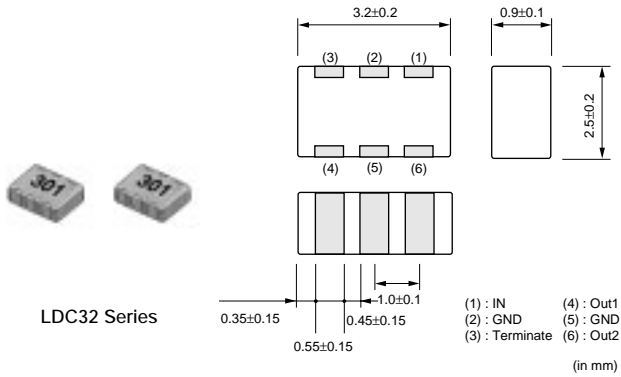 3.2±0.2
0.9±0.1
(3) (2) (1)
2.5±0.2
(4) (5) (6)
301 301
LDC32 Series
1.0±0.1
0.35±0.15
0.45±0.15
0.55±0.15
(1) : IN (4) : Out1
(2) : GND (5) : GND
(3) : Terminate (6) : Out2
(in mm)